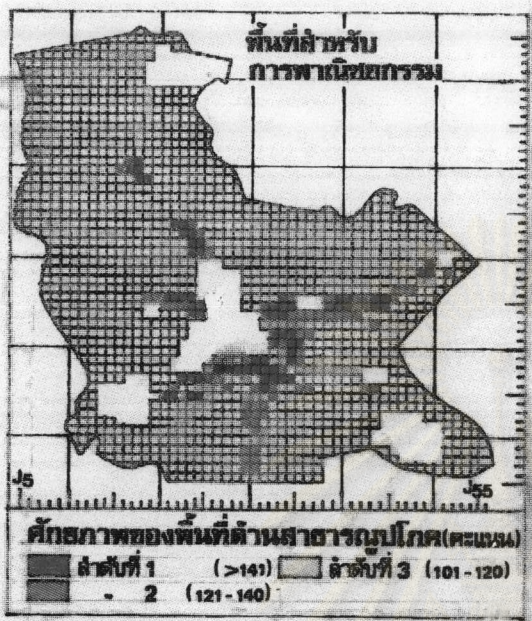 พื้นที่สำหรับ
การพาณิชยกรรม
J5
J55
ศักยภาพของพื้นที่ด้านสาธารณูปโภค(คะแนน)
ลำดับที่ 1 (>141) ลำดับที่ 3 (101-120)
- 2 (121-140)